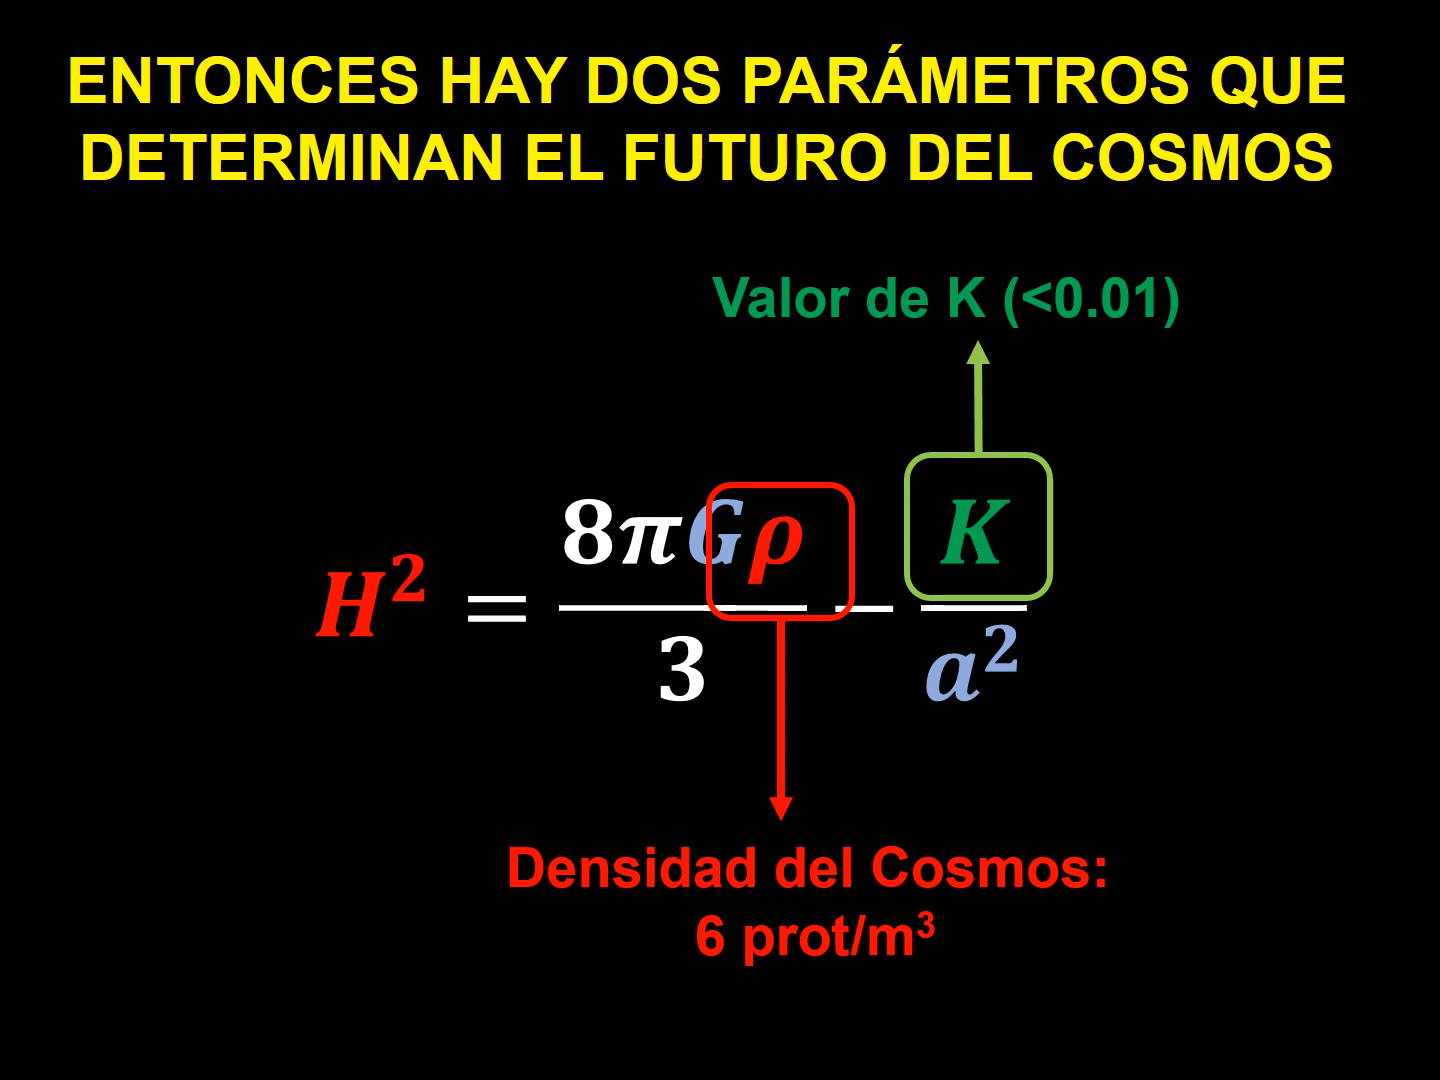 ENTONCES HAY DOS PARÁMETROS QUE
DETERMINAN EL FUTURO DEL COSMOS
Valor de K (<0.01)
H² = 8πGρ/3 − K/a²
Densidad del Cosmos:
6 prot/m³